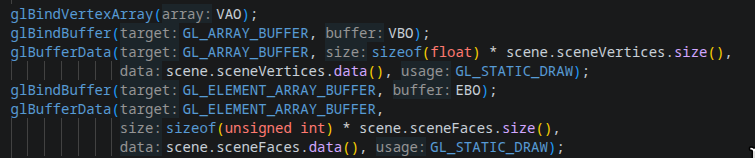 glBindVertexArray(array: VAO);
glBindBuffer(target: GL_ARRAY_BUFFER, buffer: VBO);
glBufferData(target: GL_ARRAY_BUFFER, size: sizeof(float) * scene.sceneVertices.size(),
data: scene.sceneVertices.data(), usage: GL_STATIC_DRAW);
glBindBuffer(target: GL_ELEMENT_ARRAY_BUFFER, buffer: EBO);
glBufferData(target: GL_ELEMENT_ARRAY_BUFFER,
size: sizeof(unsigned int) * scene.sceneFaces.size(),
data: scene.sceneFaces.data(), usage: GL_STATIC_DRAW);